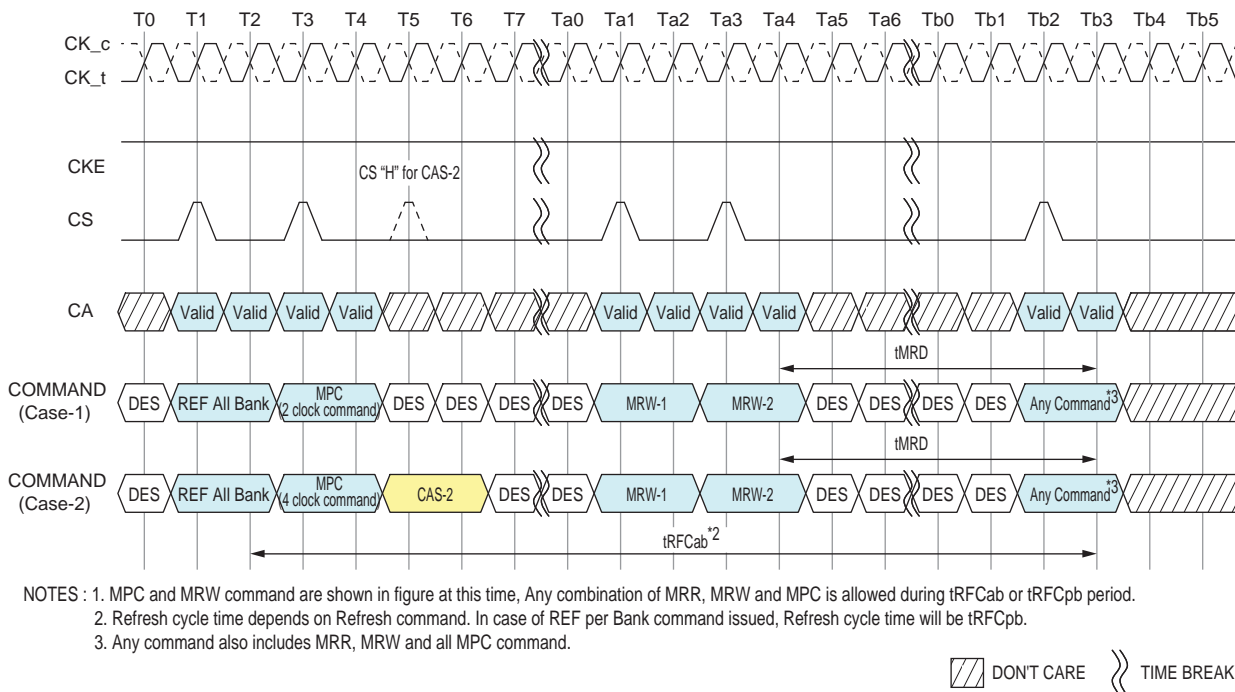 T0 T1 T2 T3 T4 T5 T6 T7 Ta0 Ta1 Ta2 Ta3 Ta4 Ta5 Ta6 Tb0 Tb1 Tb2 Tb3 Tb4 Tb5
CK_c
CK_t
CKE
CS “H” for CAS-2
CS
CA
Valid Valid Valid Valid Valid Valid Valid Valid Valid Valid
tMRD
COMMAND
(Case-1)
DES REF All Bank MPC
(2 clock command) DES DES DES DES MRW-1 MRW-2 DES DES DES DES Any Command*3
tMRD
COMMAND
(Case-2)
DES REF All Bank MPC
(4 clock command) CAS-2 DES DES MRW-1 MRW-2 DES DES DES DES Any Command*3
tRFCab*2
NOTES : 1. MPC and MRW command are shown in figure at this time, Any combination of MRR, MRW and MPC is allowed during tRFCab or tRFCpb period.
2. Refresh cycle time depends on Refresh command. In case of REF per Bank command issued, Refresh cycle time will be tRFCpb.
3. Any command also includes MRR, MRW and all MPC command.
DON'T CARE TIME BREAK